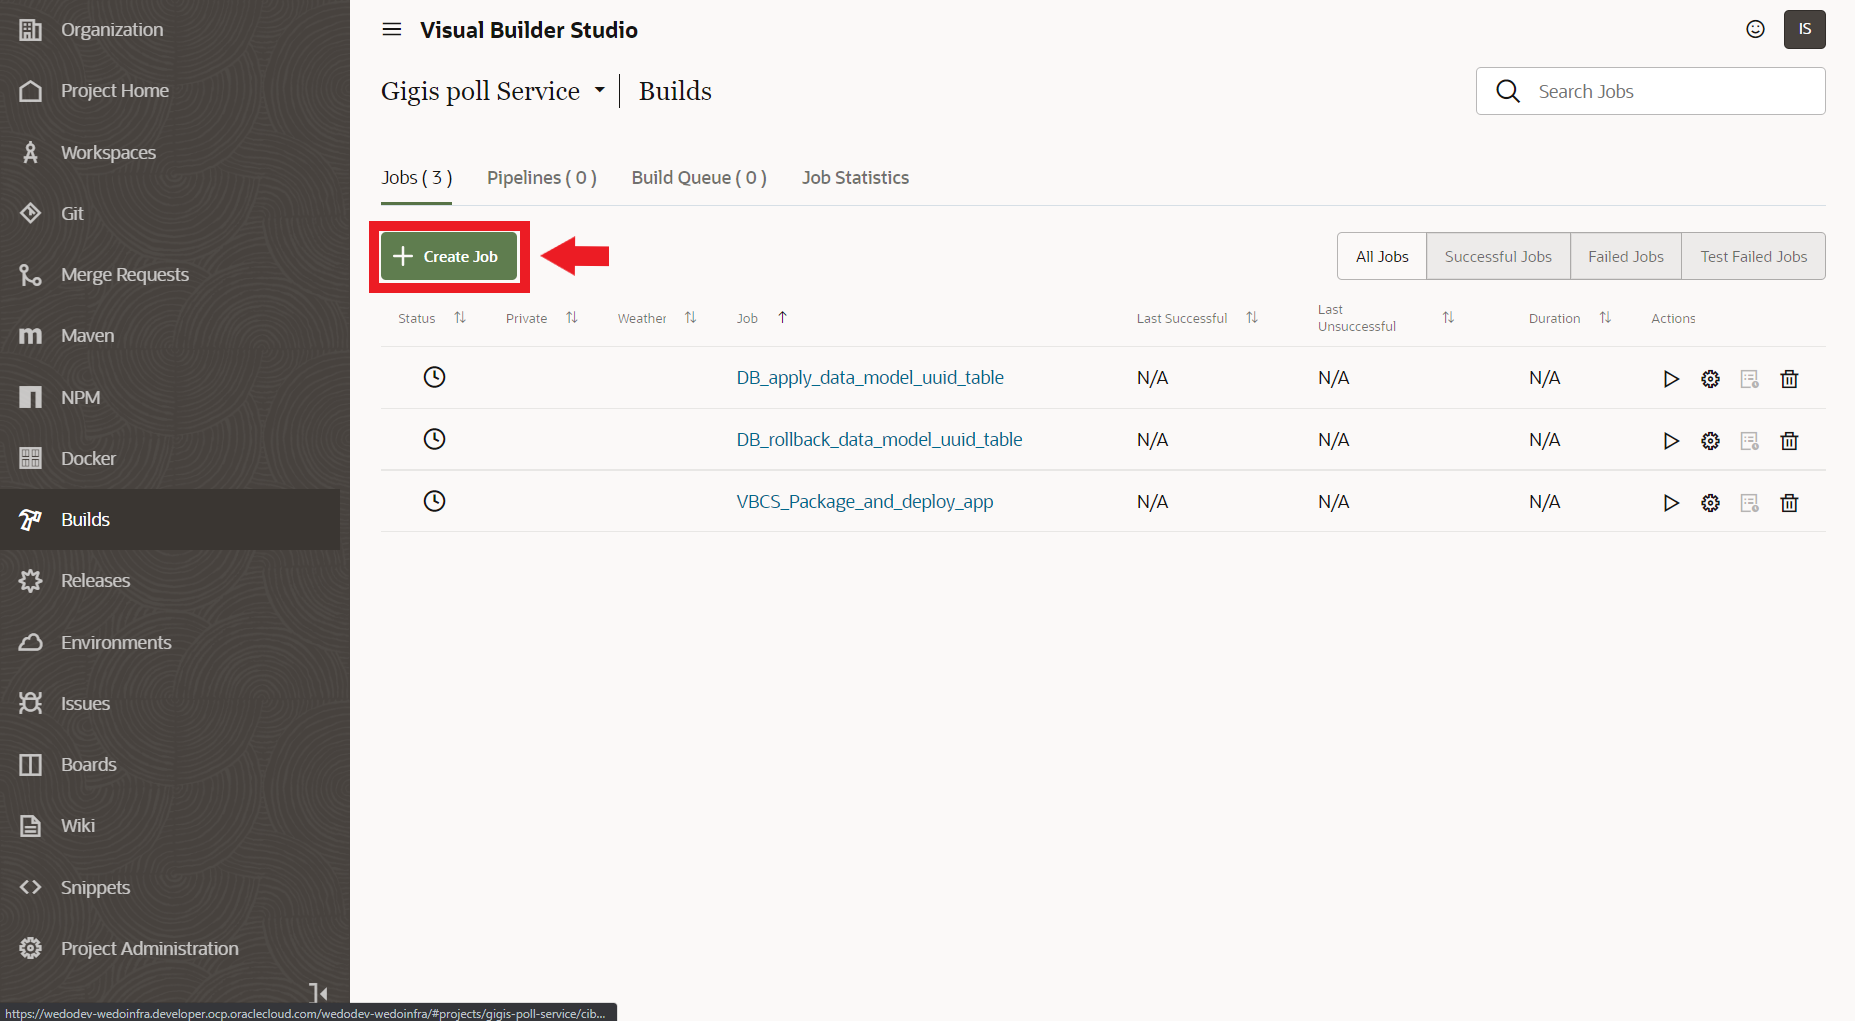 Organization
Project Home
Workspaces
Git
Merge Requests
Maven
NPM
Docker
Builds
Releases
Environments
Issues
Boards
Wiki
Snippets
Project Administration
Visual Builder Studio
IS
Gigis poll Service
Builds
Search Jobs
Jobs ( 3 )
Pipelines ( 0 )
Build Queue ( 0 )
Job Statistics
Create Job
All Jobs
Successful Jobs
Failed Jobs
Test Failed Jobs
Status
Private
Weather
Job
Last Successful
Last
Unsuccessful
Duration
Actions
DB_apply_data_model_uuid_table N/A N/A N/A
DB_rollback_data_model_uuid_table N/A N/A N/A
VBCS_Package_and_deploy_app N/A N/A N/A
https://wedodev-wedoinfra.developer.ocp.oraclecloud.com/wedodev-wedoinfra/#projects/gigis-poll-service/cib...